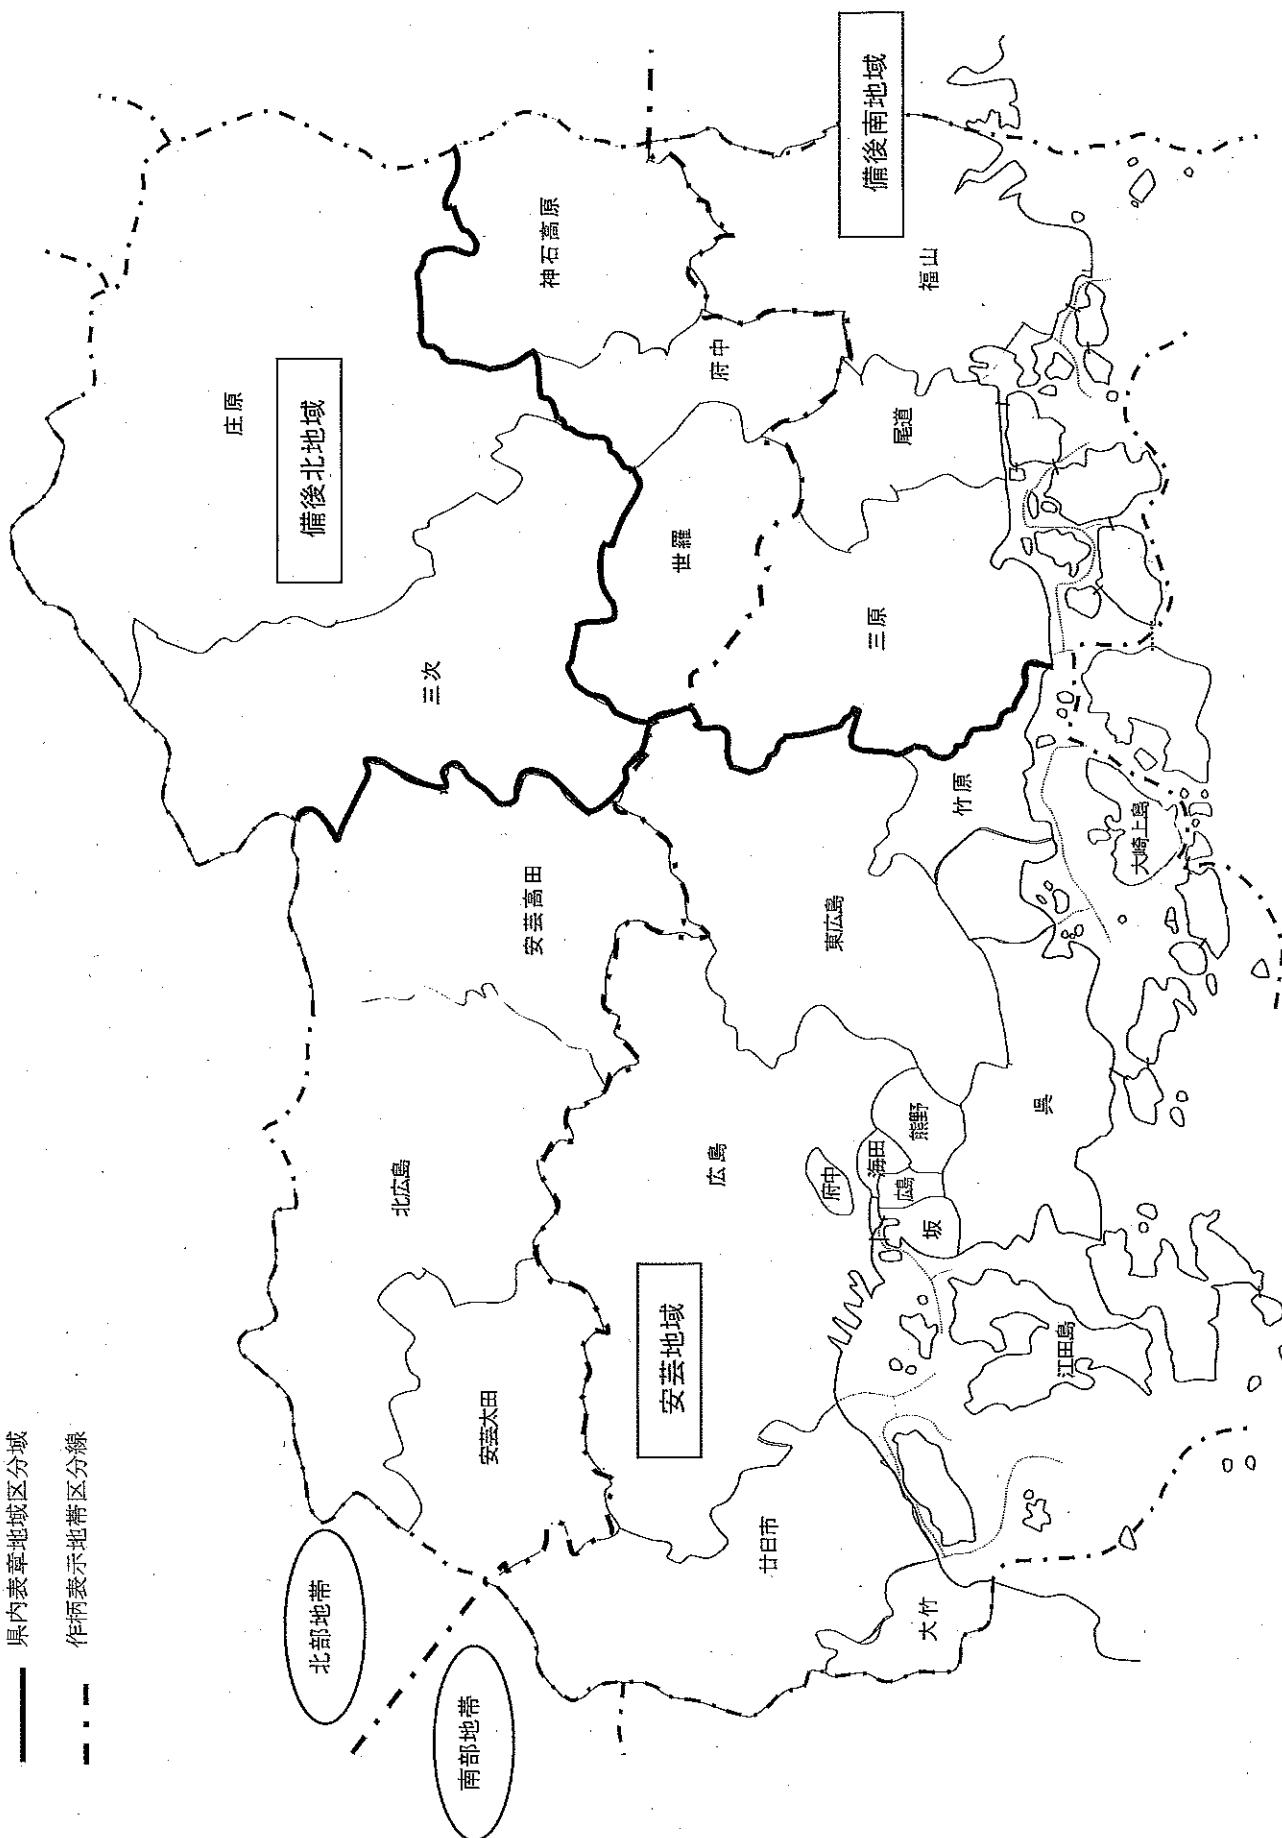 県内表章地域区分域
作柄表示地帯区分線
北部地帯
南部地帯
備後北地域
備後南地域
安芸地域
庄原
三次
神石高原
府中
世羅
福山
尾道
三原
安芸高田
北広島
安芸太田
広島
東広島
竹原
大崎上島
呉
熊野
海田
府中
広島
坂
江田島
廿日市
大竹